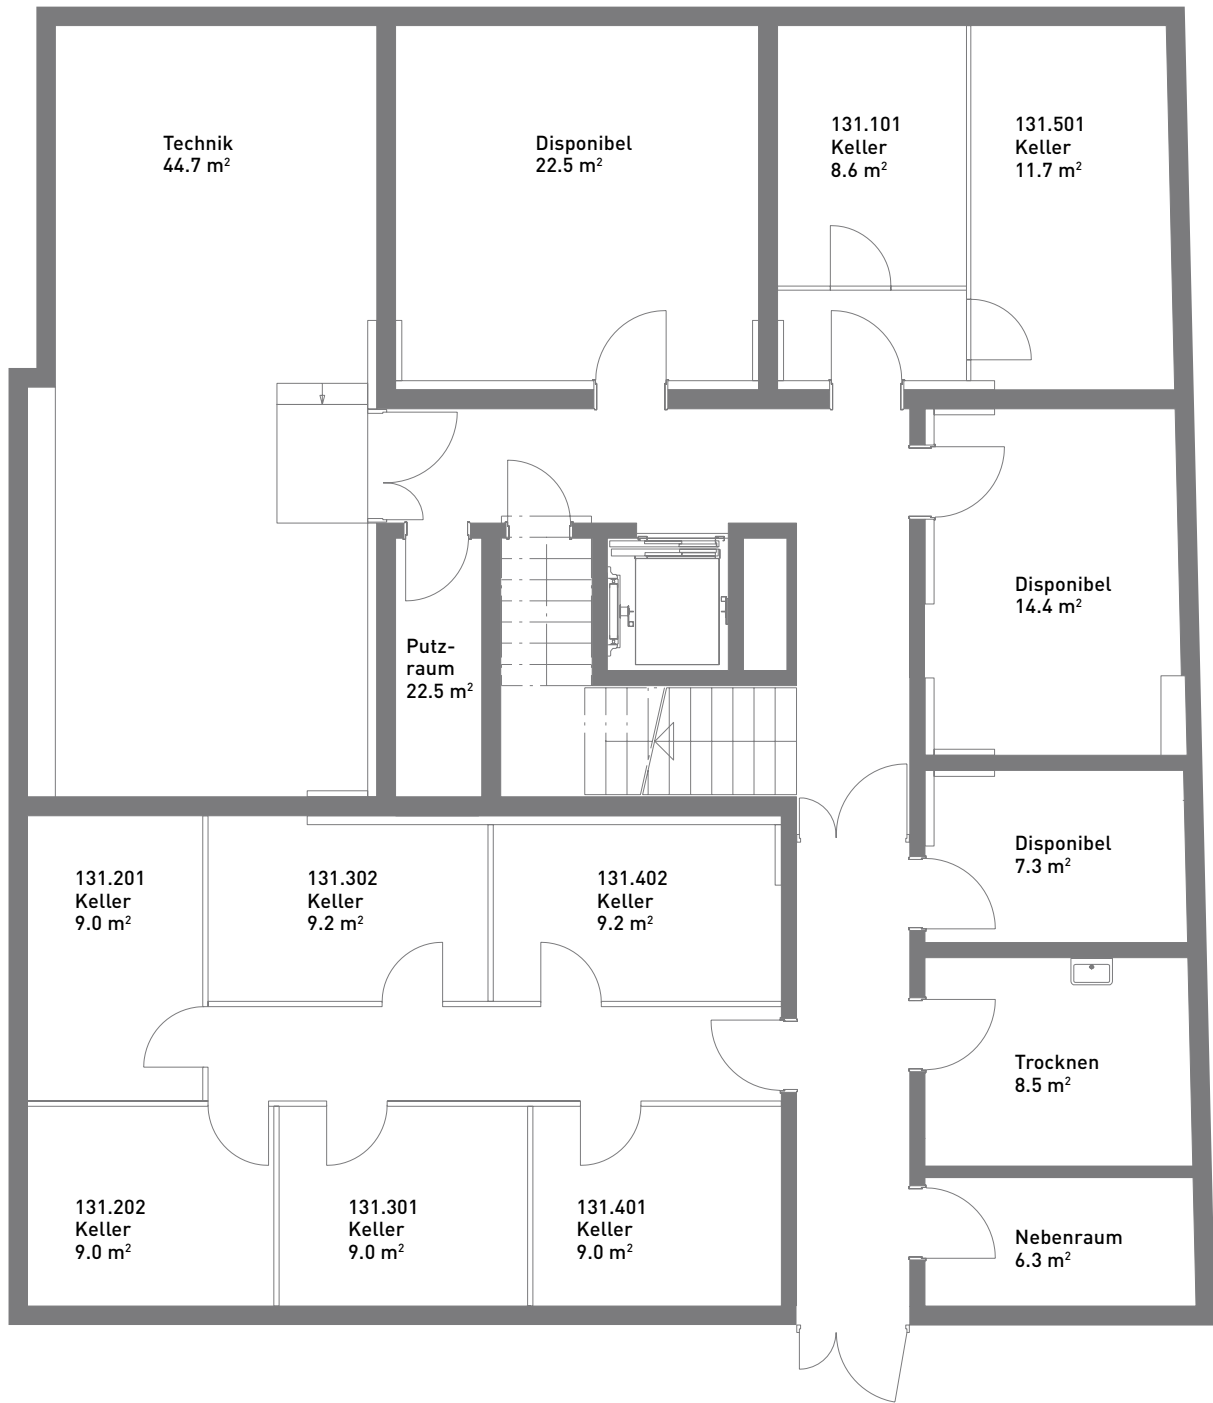 Technik
44.7 m²
Disponibel
22.5 m²
131.101
Keller
8.6 m²
131.501
Keller
11.7 m²
Disponibel
14.4 m²
Putz-
raum
22.5 m²
Disponibel
7.3 m²
131.201
Keller
9.0 m²
131.302
Keller
9.2 m²
131.402
Keller
9.2 m²
Trocknen
8.5 m²
131.202
Keller
9.0 m²
131.301
Keller
9.0 m²
131.401
Keller
9.0 m²
Nebenraum
6.3 m²